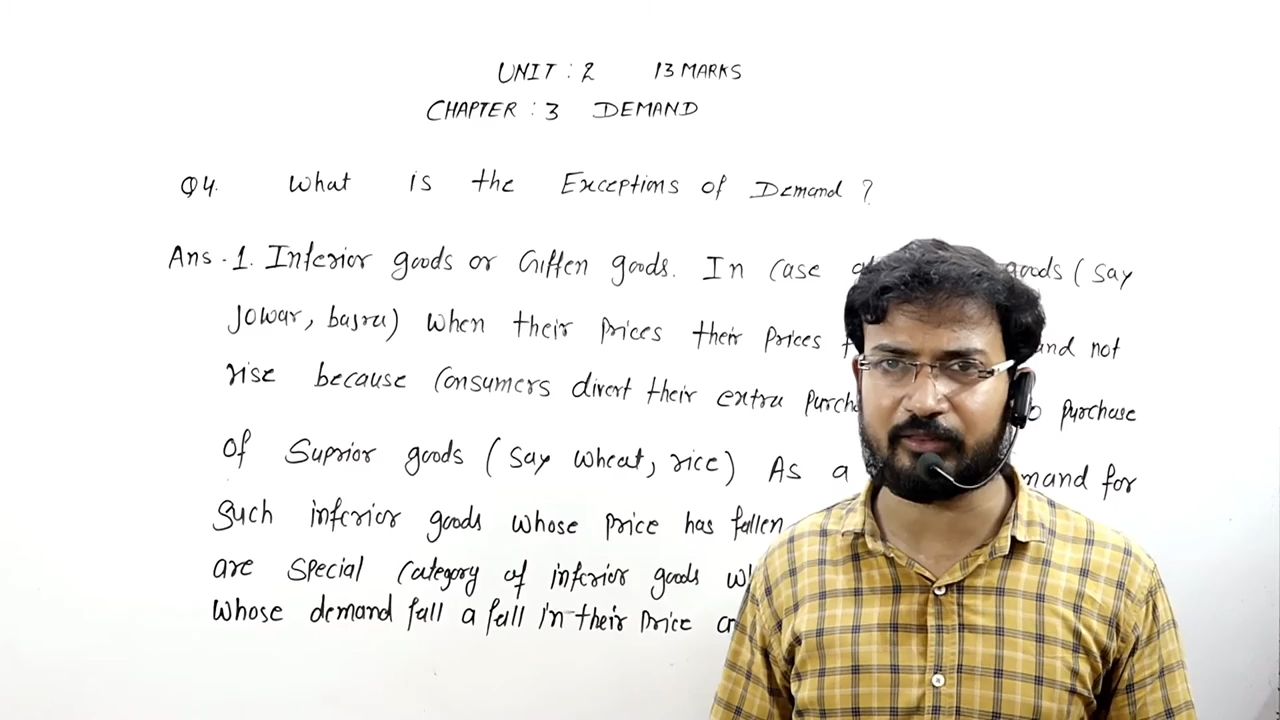 UNIT : 2 13 MARKS
CHAPTER : 3 DEMAND
Q4. What is the Exceptions of Demand ?
Ans. 1. Inferior goods or Giffen goods. In case goods ( say
Jowar, bajra) when their prices their prices and not
rise because Consumers divert their extra purchase
of Suprior goods ( say wheat, rice) As a for
such inferior goods whose price has fallen
are special category of inferior goods
whose demand fall a fall in their price